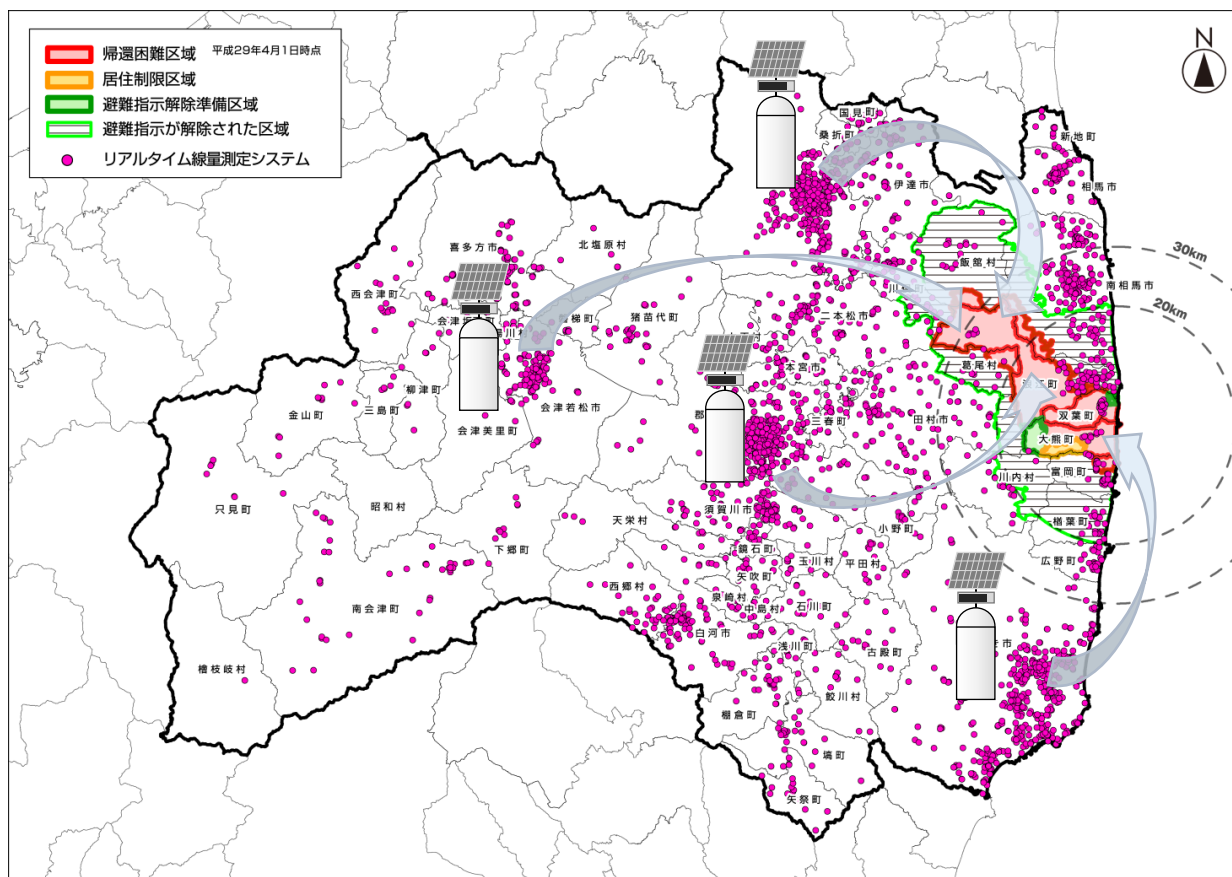 帰還困難区域 平成29年4月1日時点
居住制限区域
避難指示解除準備区域
避難指示が解除された区域
リアルタイム線量測定システム
N
国見町
桑折町
新地町
伊達市
相馬市
喜多方市
北塩原村
飯舘村
30km
南相馬市
西会津町
20km
猪苗代町
二本松市
本宮市
葛尾村
柳津町
会津若松市
金山町
三島町
双葉町
三春町
田村市
会津美里町
大熊町
富岡町
川内村
只見町
昭和村
須賀川市
天栄村
楢葉町
小野町
下郷町
鏡石町
玉川村
平田村
広野町
矢吹町
西郷村
泉崎村
中島村
石川町
南会津町
白河市
浅川町
古殿町
市
檜枝岐村
鮫川村
棚倉町
塙町
矢祭町